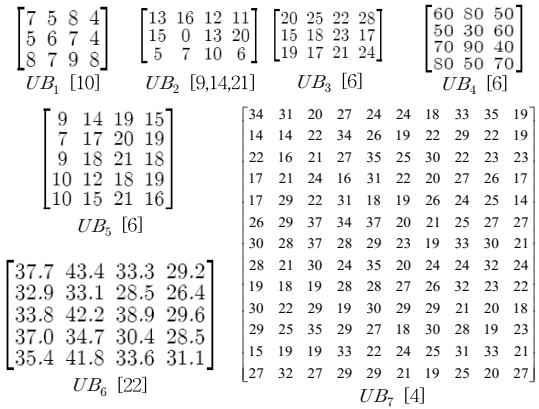 7 5 8 4
5 6 7 4
8 7 9 8
UB1 [10]
13 16 12 11
15 0 13 20
5 7 10 6
UB2 [9,14,21]
20 25 22 28
15 18 23 17
19 17 21 24
UB3 [6]
60 80 50
50 30 60
70 90 40
80 50 70
UB4 [6]
9 14 19 15
7 17 20 19
9 18 21 18
10 12 18 19
10 15 21 16
UB5 [6]
37.7 43.4 33.3 29.2
32.9 33.1 28.5 26.4
33.8 42.2 38.9 29.6
37.0 34.7 30.4 28.5
35.4 41.8 33.6 31.1
UB6 [22]
34 31 20 27 24 24 18 33 35 19
14 14 22 34 26 19 22 29 22 19
22 16 21 27 35 25 30 22 23 23
17 21 24 16 31 22 20 27 26 17
17 29 22 31 18 19 26 24 25 14
26 29 37 34 37 20 21 25 27 27
30 28 37 28 29 23 19 33 30 21
28 21 30 24 35 20 24 24 32 24
19 18 19 28 28 27 26 32 23 22
30 22 29 19 30 29 29 21 20 18
29 25 35 29 27 18 30 28 19 23
15 19 19 33 22 24 25 31 33 21
27 32 27 29 29 21 19 25 20 27
UB7 [4]